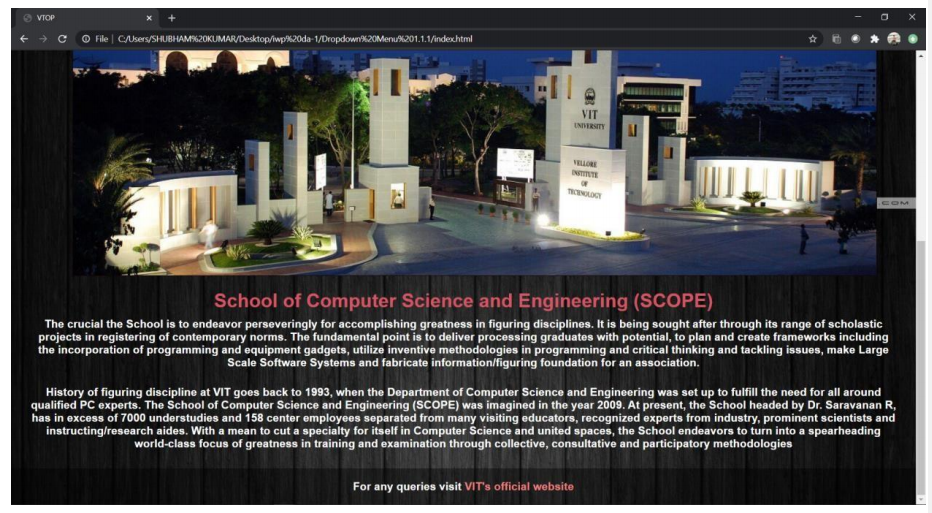 VTOP
File | C:/Users/SHUBHAM%20KUMAR/Desktop/iwp%20da-1/Dropdown%20Menu%201.1.1/index.html
VIT
UNIVERSITY
VELLORE
INSTITUTE
OF
TECHNOLOGY
.COM
School of Computer Science and Engineering (SCOPE)
The crucial the School is to endeavor perseveringly for accomplishing greatness in figuring disciplines. It is being sought after through its range of scholastic
projects in registering of contemporary norms. The fundamental point is to deliver processing graduates with potential, to plan and create frameworks including
the incorporation of programming and equipment gadgets, utilize inventive methodologies in programming and critical thinking and tackling issues, make Large
Scale Software Systems and fabricate information/figuring foundation for an association.
History of figuring discipline at VIT goes back to 1993, when the Department of Computer Science and Engineering was set up to fulfill the need for all around
qualified PC experts. The School of Computer Science and Engineering (SCOPE) was imagined in the year 2009. At present, the School headed by Dr. Saravanan R,
has in excess of 7000 understudies and 158 center employees separated from many visiting educators, recognized experts from industry, prominent scientists and
instructing/research aides. With a mean to cut a specialty for itself in Computer Science and united spaces, the School endeavors to turn into a spearheading
world-class focus of greatness in training and examination through collective, consultative and participatory methodologies
For any queries visit VIT's official website